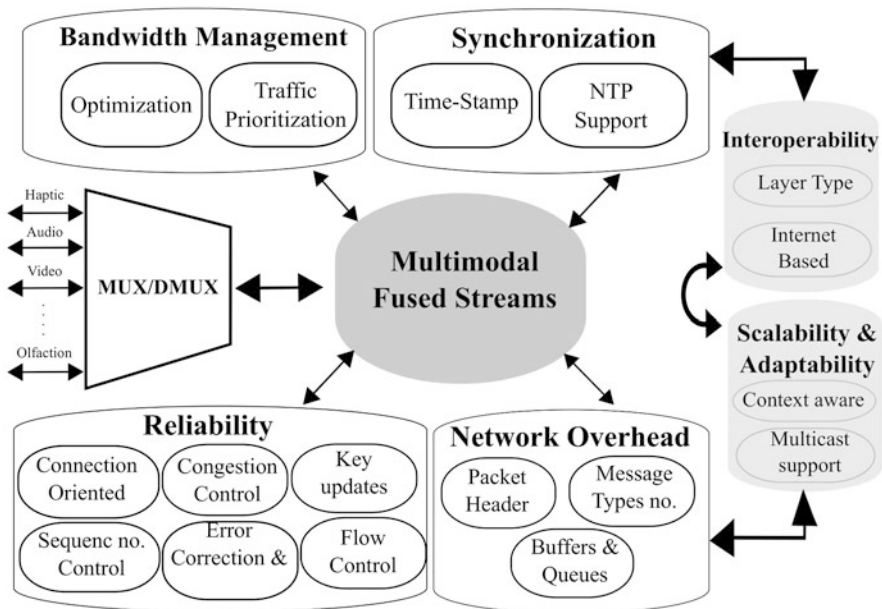 Bandwidth Management
Optimization
Traffic
Prioritization
Synchronization
Time-Stamp
NTP
Support
Interoperability
Layer Type
Internet
Based
Haptic
Audio
Video
Olfaction
MUX/DMUX
Multimodal
Fused Streams
Scalability &
Adaptability
Context aware
Multicast
support
Reliability
Connection
Oriented
Congestion
Control
Key
updates
Sequenc no.
Control
Error
Correction &
Flow
Control
Network Overhead
Packet
Header
Message
Types no.
Buffers &
Queues